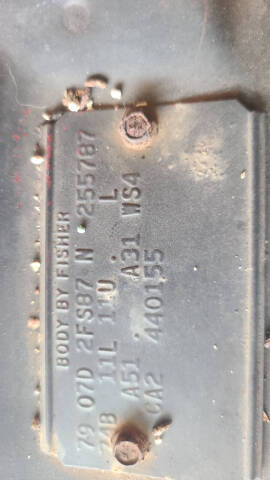 BODY BY FISHER
79 07D 2FS87 N 255787
74B 11L 11U . L
A51 . A31 WS4
CA2 440155